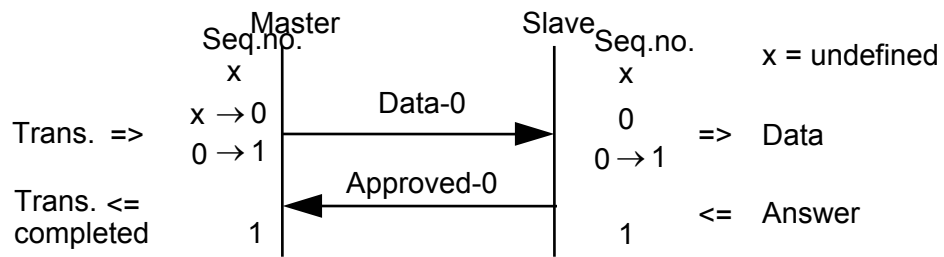 Master Slave
Seq.no. Seq.no. x = undefined
x x
x → 0 Data-0 0
Trans. => 0 → 1 0 → 1 => Data
Approved-0
Trans. <= <= Answer
completed 1 1